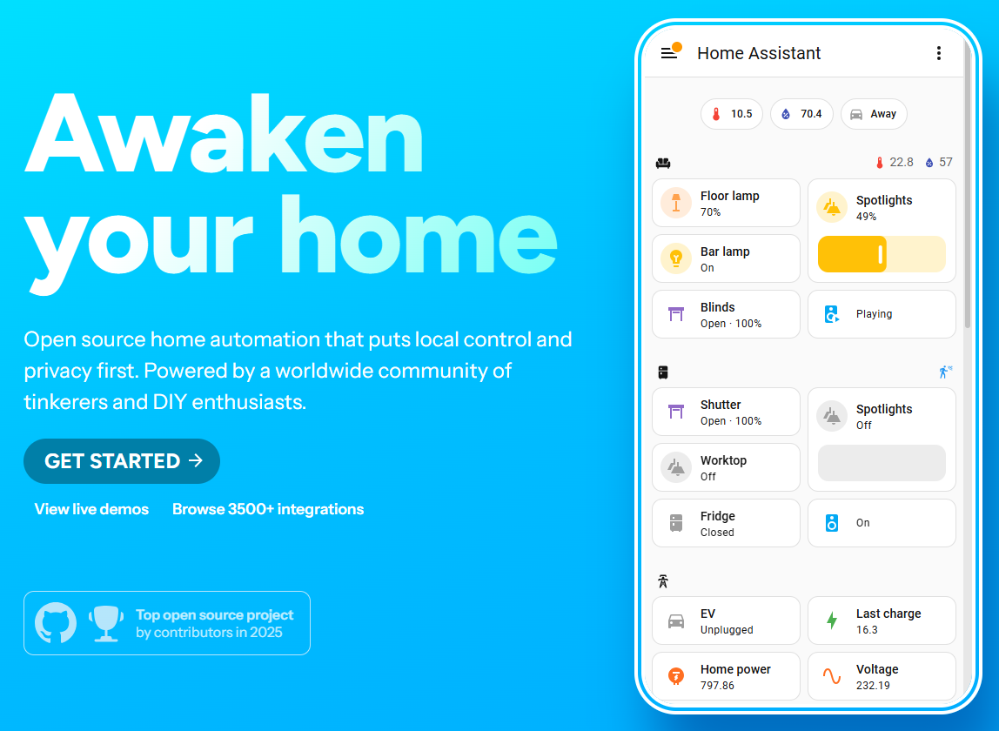 Awaken
your home
Open source home automation that puts local control and
privacy first. Powered by a worldwide community of
tinkerers and DIY enthusiasts.
GET STARTED →
View live demos
Browse 3500+ integrations
Top open source project
by contributors in 2025
Home Assistant
10.5
70.4
Away
22.8
57
Floor lamp
70%
Spotlights
49%
Bar lamp
On
Blinds
Open · 100%
Playing
Shutter
Open · 100%
Spotlights
Off
Worktop
Off
Fridge
Closed
On
EV
Unplugged
Last charge
16.3
Home power
797.86
Voltage
232.19